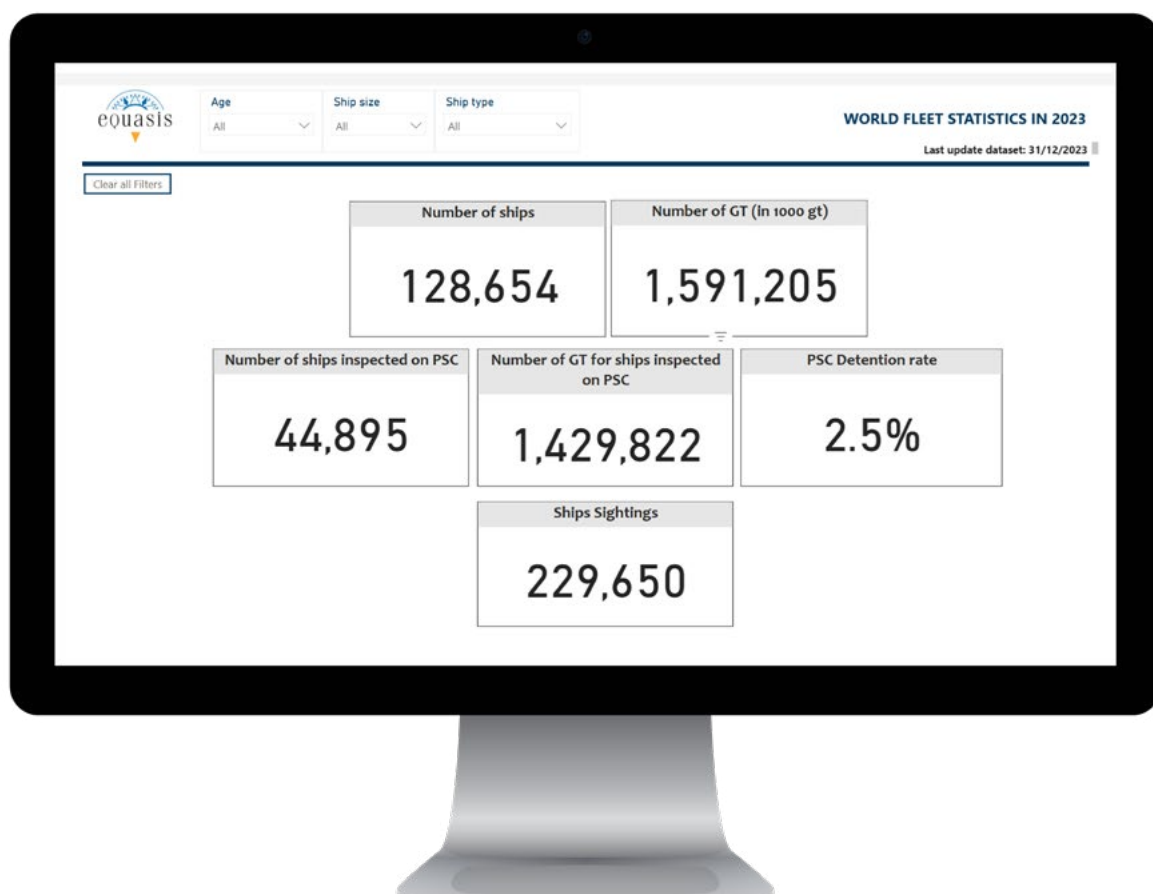 equasis
Age
Ship size
Ship type
All
All
All
WORLD FLEET STATISTICS IN 2023
Last update dataset: 31/12/2023
Clear all Filters
Number of ships
Number of GT (in 1000 gt)
128,654
1,591,205
Number of ships inspected on PSC
Number of GT for ships inspected
on PSC
PSC Detention rate
44,895
1,429,822
2.5%
Ships Sightings
229,650